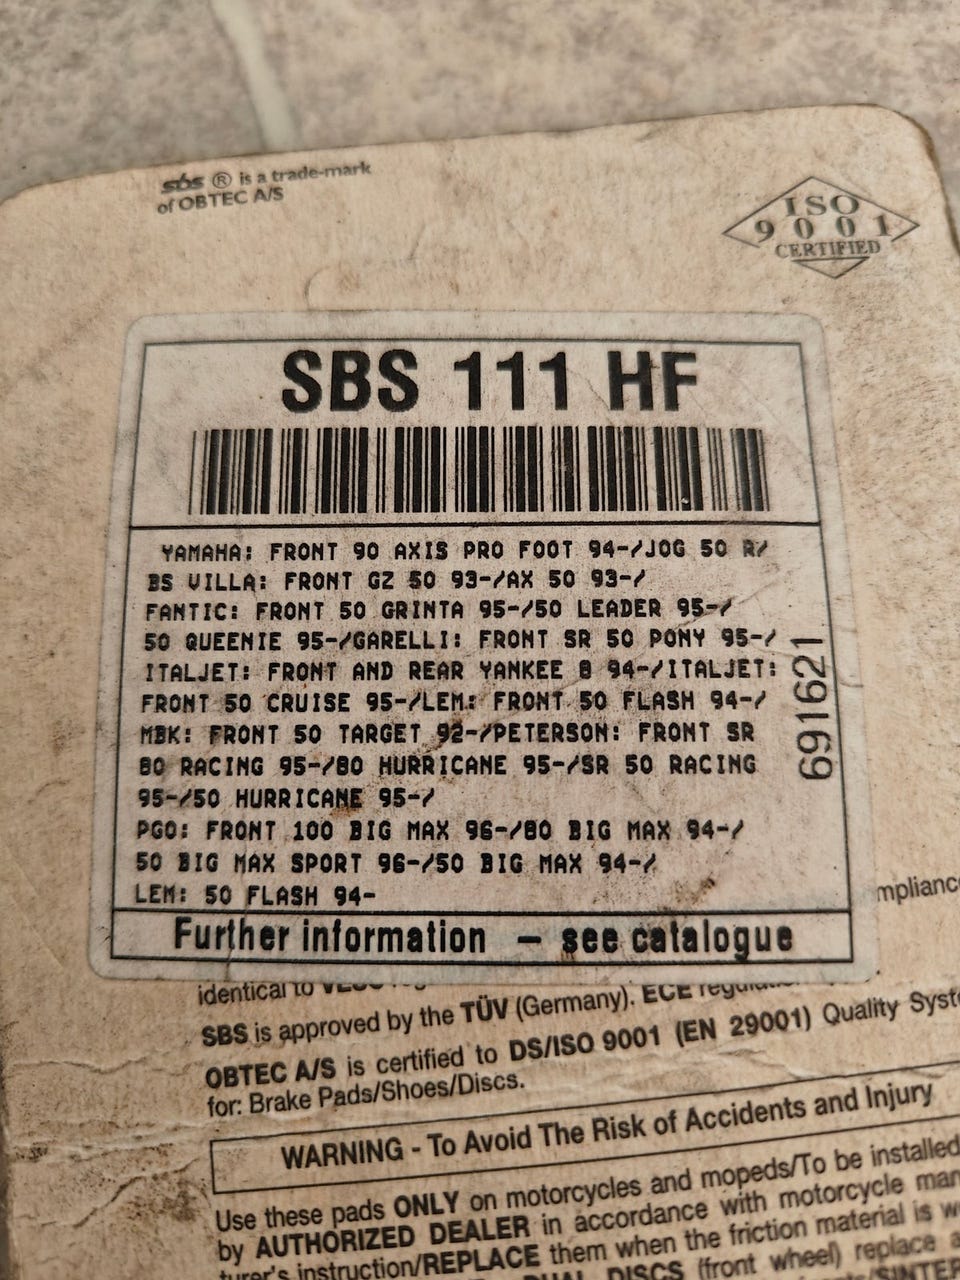 sbs ® is a trade-mark
of OBTEC A/S
ISO
9001
CERTIFIED
SBS 111 HF
YAMAHA: FRONT 90 AXIS PRO FOOT 94-/JOG 50 R/
BS VILLA: FRONT GZ 50 93-/AX 50 93-/
FANTIC: FRONT 50 GRINTA 95-/50 LEADER 95-/
50 QUEENIE 95-/GARELLI: FRONT SR 50 PONY 95-/
ITALJET: FRONT AND REAR YANKEE 8 94-/ITALJET:
FRONT 50 CRUISE 95-/LEM: FRONT 50 FLASH 94-/
MBK: FRONT 50 TARGET 92-/PETERSON: FRONT SR
80 RACING 95-/80 HURRICANE 95-/SR 50 RACING
95-/50 HURRICANE 95-/
PGO: FRONT 100 BIG MAX 96-/80 BIG MAX 94-/
50 BIG MAX SPORT 96-/50 BIG MAX 94-/
LEM: 50 FLASH 94-
691621
Further information - see catalogue
mplianc
identical to
SBS is approved by the TÜV (Germany). ECE
OBTEC A/S is certified to DS/ISO 9001 (EN 29001) Quality Syst
for: Brake Pads/Shoes/Discs.
WARNING - To Avoid The Risk of Accidents and Injury
Use these pads ONLY on motorcycles and mopeds/To be installed
by AUTHORIZED DEALER in accordance with motorcycle man
turer's instruction/REPLACE them when the friction material is w
DUAL DISCS (front wheel) replace